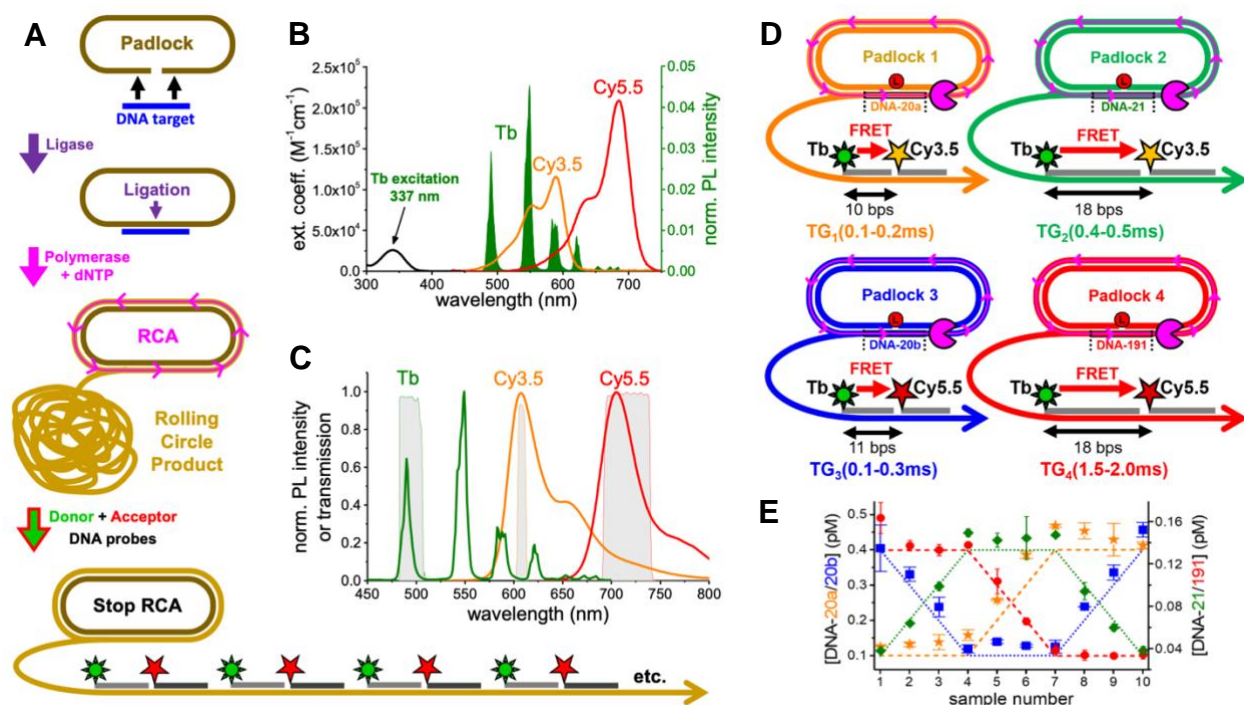 A
Padlock
DNA target
Ligase
Ligation
Polymerase
+ dNTP
RCA
Rolling
Circle
Product
Donor + Acceptor
DNA probes
Stop RCA
etc.
B
2.5x10⁵
2.0x10⁵
1.5x10⁵
1.0x10⁵
5.0x10⁴
0.0
ext. coeff. (M⁻¹cm⁻¹)
Tb excitation
337 nm
Tb
Cy3.5
Cy5.5
0.05
0.04
0.03
0.02
0.01
0.00
norm. PL intensity
300 400 500 600 700
wavelength (nm)
C
Tb
Cy3.5
Cy5.5
1.0
0.8
0.6
0.4
0.2
0.0
norm. PL intensity
or transmission
450 500 550 600 650 700 750 800
wavelength (nm)
D
Padlock 1
L
DNA-20a
FRET
Tb
Cy3.5
10 bps
TG₁(0.1-0.2ms)
Padlock 2
L
DNA-21
FRET
Tb
Cy3.5
18 bps
TG₂(0.4-0.5ms)
Padlock 3
L
DNA-20b
FRET
Tb
Cy5.5
11 bps
TG₃(0.1-0.3ms)
Padlock 4
L
DNA-191
FRET
Tb
Cy5.5
18 bps
TG₄(1.5-2.0ms)
E
[DNA-20a/20b] (pM)
0.5
0.4
0.3
0.2
0.1
0.16
0.12
0.08
0.04
[DNA-21/191] (pM)
1 2 3 4 5 6 7 8 9 10
sample number